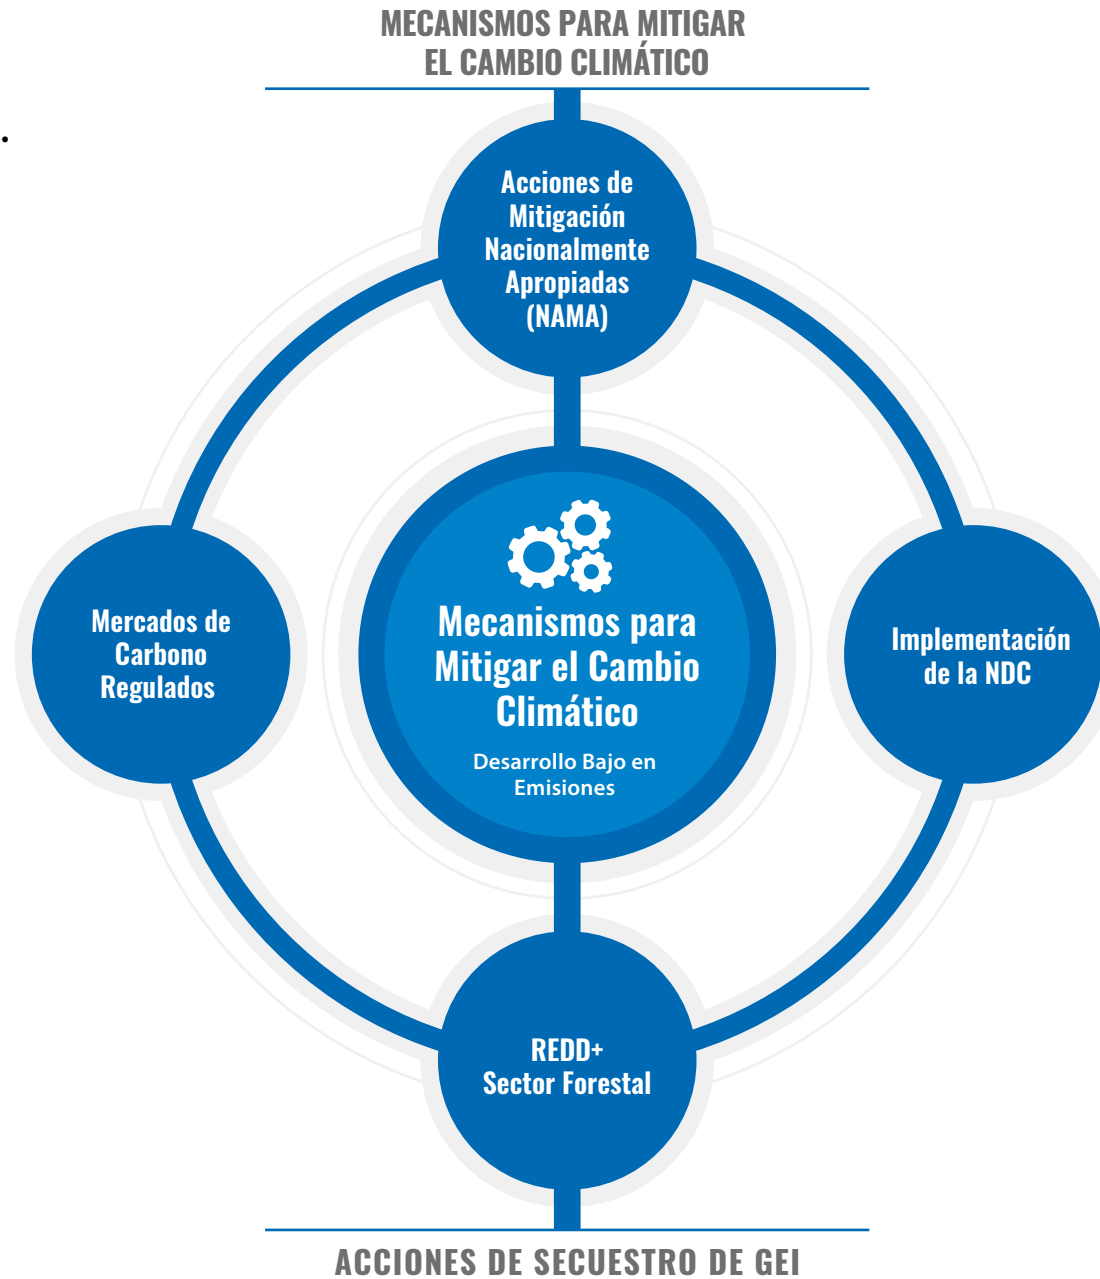 MECANISMOS PARA MITIGAR
EL CAMBIO CLIMÁTICO
.
Acciones de
Mitigación
Nacionalmente
Apropiadas
(NAMA)
Mercados de
Carbono
Regulados
Mecanismos para
Mitigar el Cambio
Climático
Desarrollo Bajo en
Emisiones
Implementación
de la NDC
REDD+
Sector Forestal
ACCIONES DE SECUESTRO DE GEI